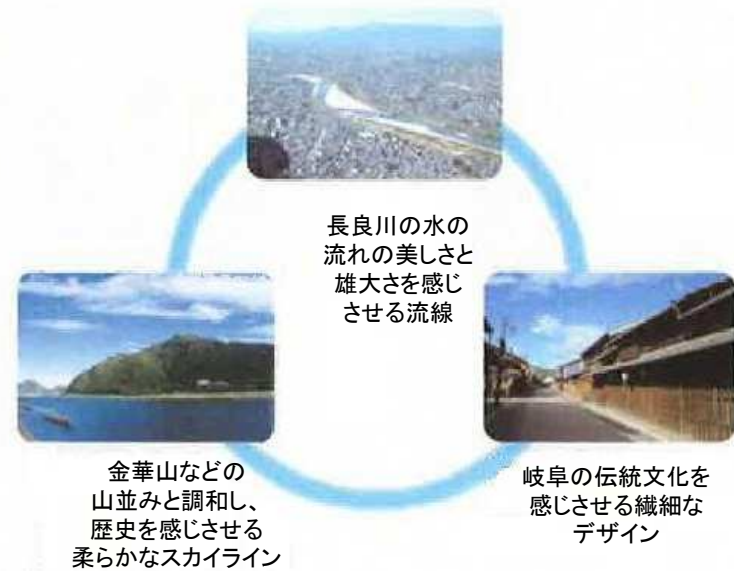 長良川の水の
流れの美しさと
雄大さを感じ
させる流線
金華山などの
山並みと調和し、
歴史を感じさせる
柔らかなスカイライン
岐阜の伝統文化を
感じさせる繊細な
デザイン